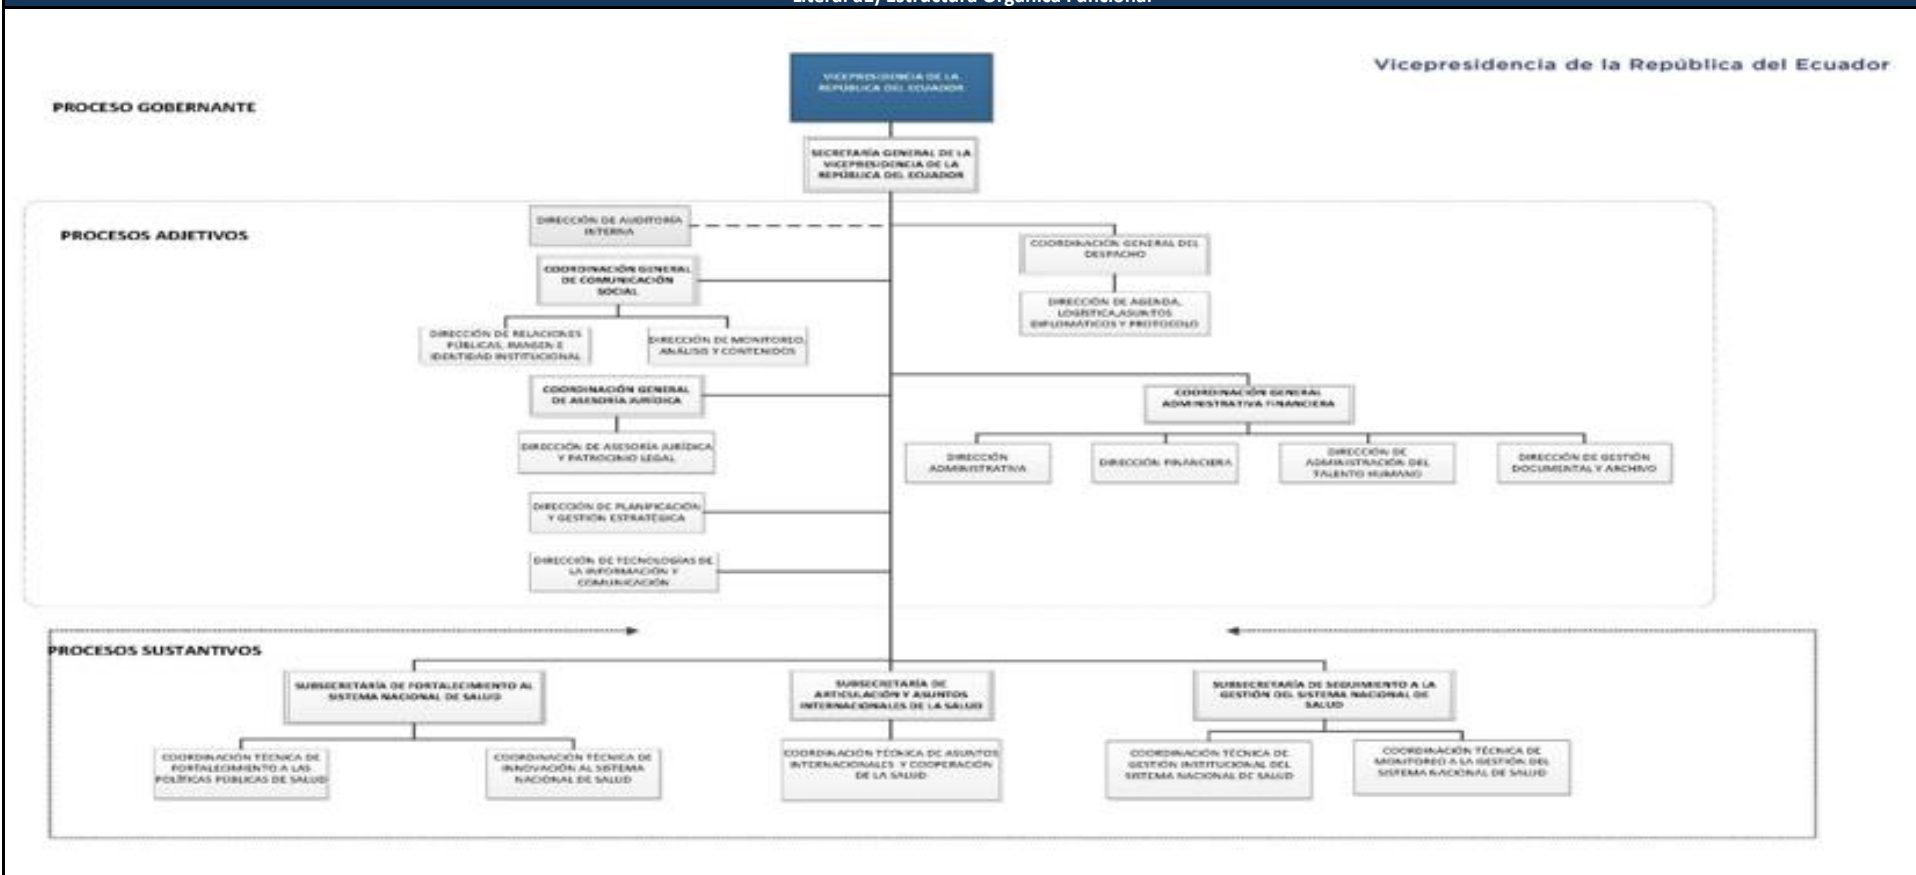 Literal a1) Estructura Orgánica Funcional
Vicepresidencia de la República del Ecuador
VICEPRESIDENCIA DE LA
REPÚBLICA DEL ECUADOR
PROCESO GOBERNANTE
SECRETARÍA GENERAL DE LA
VICEPRESIDENCIA DE LA
REPÚBLICA DEL ECUADOR
PROCESOS ADJETIVOS
DIRECCIÓN DE AUDITORÍA
INTERNA
COORDINACIÓN GENERAL DEL
DESPACHO
COORDINACIÓN GENERAL
DE COMUNICACIÓN
SOCIAL
DIRECCIÓN DE AGENDA,
LOGÍSTICA,ASUNTOS
DIPLOMÁTICOS Y PROTOCOLO
DIRECCIÓN DE RELACIONES
PÚBLICAS, IMAGEN E
IDENTIDAD INSTITUCIONAL
DIRECCIÓN DE MONITOREO,
ANÁLISIS Y CONTENIDOS
COORDINACIÓN GENERAL
DE ASESORÍA JURÍDICA
COORDINACIÓN GENERAL
ADMINISTRATIVA FINANCIERA
DIRECCIÓN DE ASESORÍA JURÍDICA
Y PATROCINIO LEGAL
DIRECCIÓN
ADMINISTRATIVA
DIRECCIÓN FINANCIERA
DIRECCIÓN DE
ADMINISTRACIÓN DEL
TALENTO HUMANO
DIRECCIÓN DE GESTIÓN
DOCUMENTAL Y ARCHIVO
DIRECCIÓN DE PLANIFICACIÓN
Y GESTIÓN ESTRATÉGICA
DIRECCIÓN DE TECNOLOGÍAS DE
LA INFORMACIÓN Y
COMUNICACIÓN
PROCESOS SUSTANTIVOS
SUBSECRETARÍA DE FORTALECIMIENTO AL
SISTEMA NACIONAL DE SALUD
SUBSECRETARÍA DE
ARTICULACIÓN Y ASUNTOS
INTERNACIONALES DE LA SALUD
SUBSECRETARÍA DE SEGUIMIENTO A LA
GESTIÓN DEL SISTEMA NACIONAL DE
SALUD
COORDINACIÓN TÉCNICA DE
FORTALECIMIENTO A LAS
POLÍTICAS PÚBLICAS DE SALUD
COORDINACIÓN TÉCNICA DE
INNOVACIÓN AL SISTEMA
NACIONAL DE SALUD
COORDINACIÓN TÉCNICA DE ASUNTOS
INTERNACIONALES Y COOPERACIÓN
DE LA SALUD
COORDINACIÓN TÉCNICA DE
GESTIÓN INSTITUCIONAL DEL
SISTEMA NACIONAL DE SALUD
COORDINACIÓN TÉCNICA DE
MONITOREO A LA GESTIÓN DEL
SISTEMA NACIONAL DE SALUD